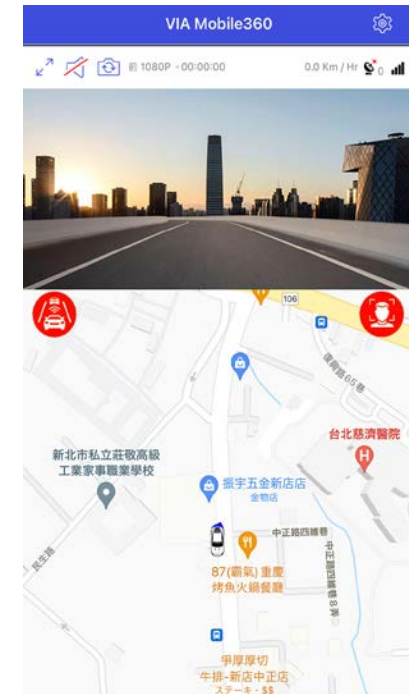 VIA Mobile360
前 1080P - 00:00:00
0.0 Km / Hr
0
106
復興路65巷
台北慈濟醫院
H
新北市私立莊敬高級
工業家事職業學校
振宇五金新店店
金物店
中正路四維巷
中正路四維巷8弄
民生路
87(霸氣) 重慶
烤魚火鍋餐廳
爭厚厚切
牛排-新店中正店
ステーキ・$$